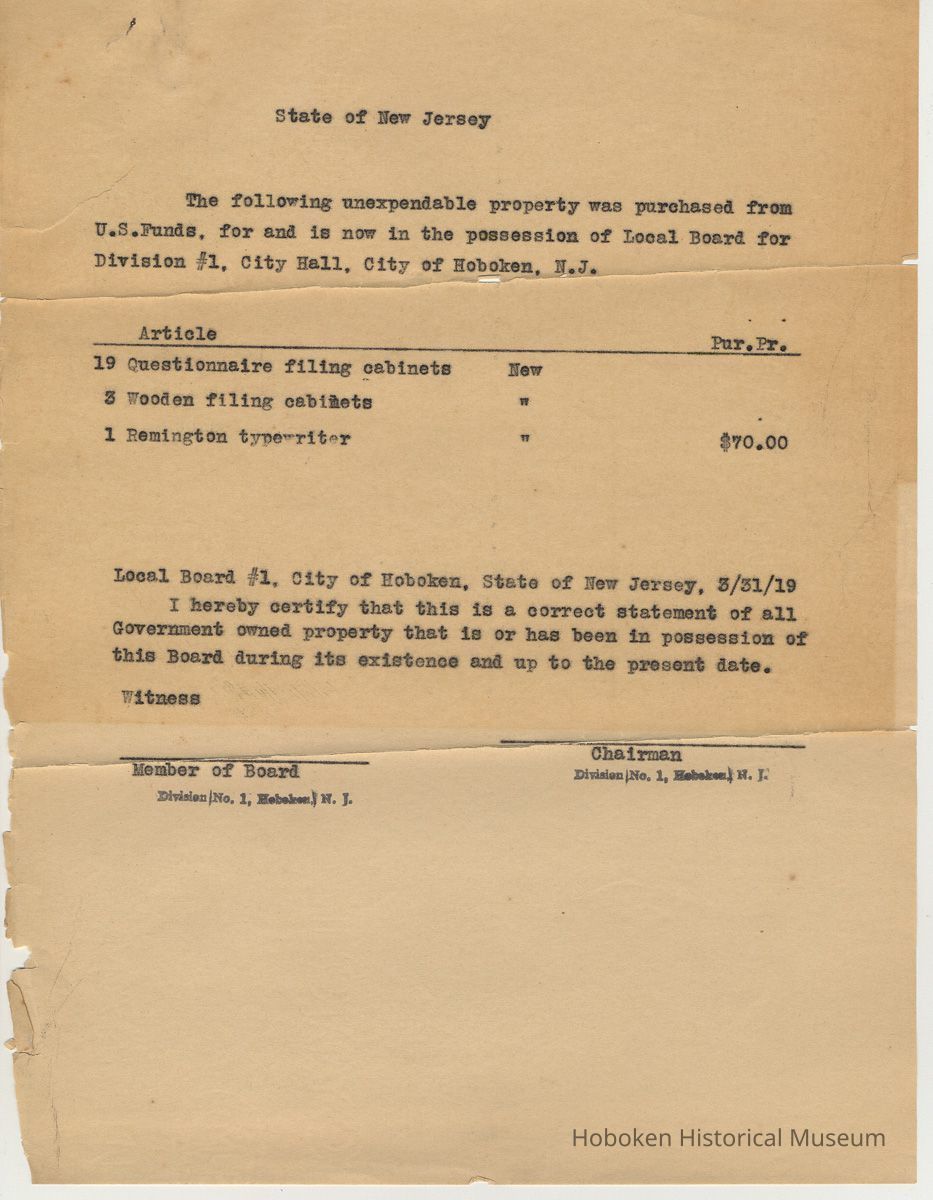 State of New Jersey
The following unexpendable property was purchased from
U.S.Funds, for and is now in the possession of Local Board for
Division #1, City Hall, City of Hoboken, N.J.
Article Pur.Pr.
19 Questionnaire filing cabinets New
3 Wooden filing cabinets "
1 Remington typewriter " $70.00
Local Board #1, City of Hoboken, State of New Jersey, 3/31/19
I hereby certify that this is a correct statement of all
Government owned property that is or has been in possession of
this Board during its existence and up to the present date.
Witness
Chairman
Division No. 1, Hoboken, N. J.
Member of Board
Division No. 1, Hoboken, N. J.
Hoboken Historical Museum